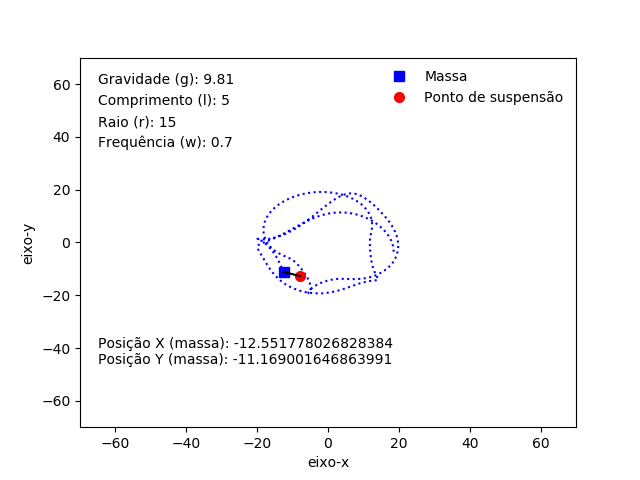 Gravidade (g): 9.81
Comprimento (l): 5
Raio (r): 15
Frequência (w): 0.7
Massa
Ponto de suspensão
60
40
20
0
−20
−40
−60
eixo-y
Posição X (massa): -12.551778026828384
Posição Y (massa): -11.169001646863991
−60 −40 −20 0 20 40 60
eixo-x